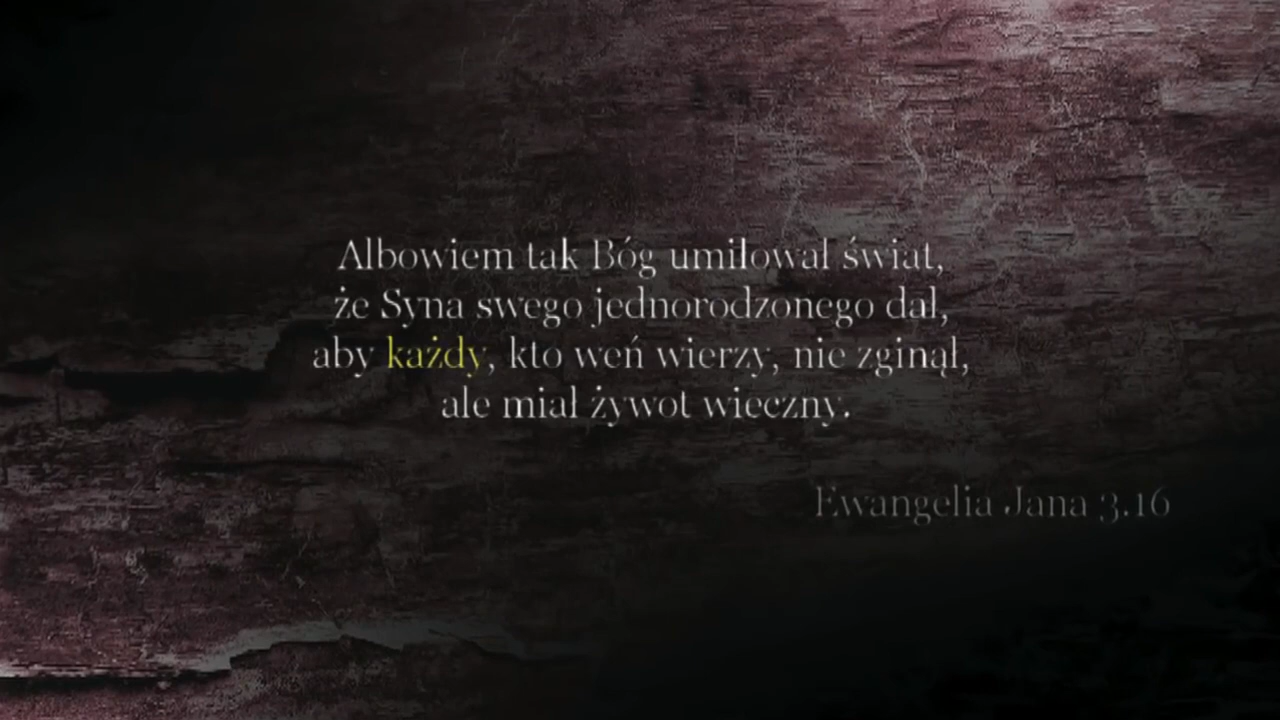 Albowiem tak Bóg umiłował świat,
że Syna swego jednorodzonego dał,
aby każdy, kto weń wierzy, nie zginął,
ale miał żywot wieczny.
Ewangelia Jana 3.16